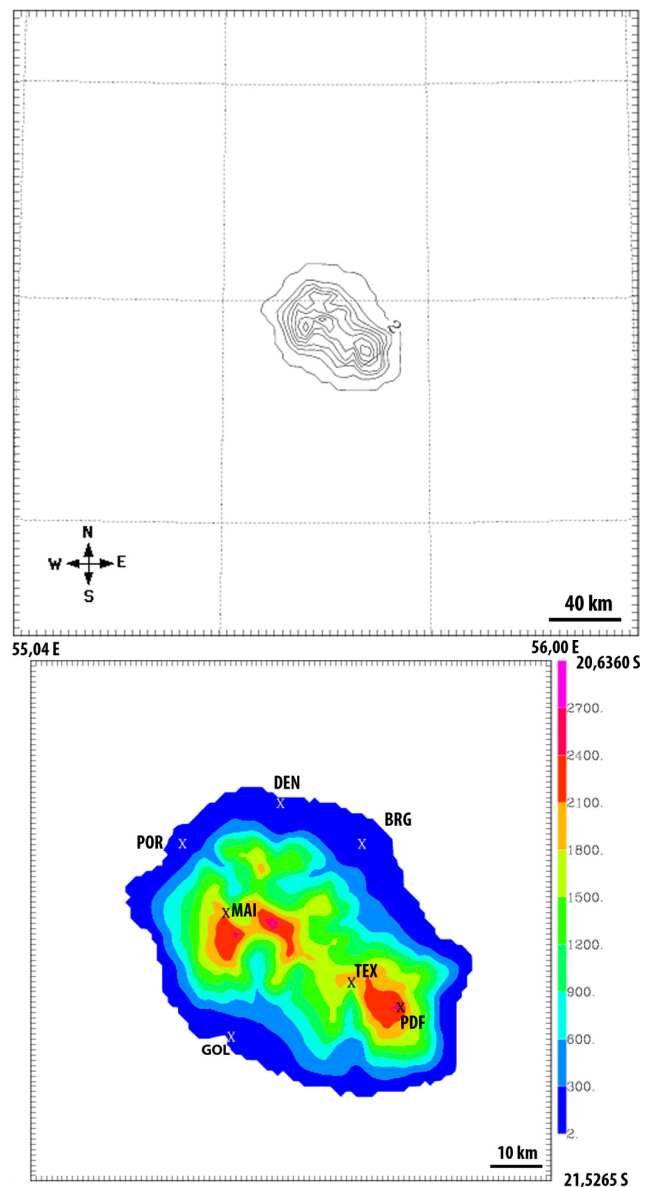 2
N
W E
S
40 km
55,04 E 56,00 E
20,6360 S
2700.
2400.
2100.
DEN
BRG
1800.
POR
1500.
MAI
1200.
TEX
900.
PDF
600.
GOL
300.
2.
10 km
21,5265 S